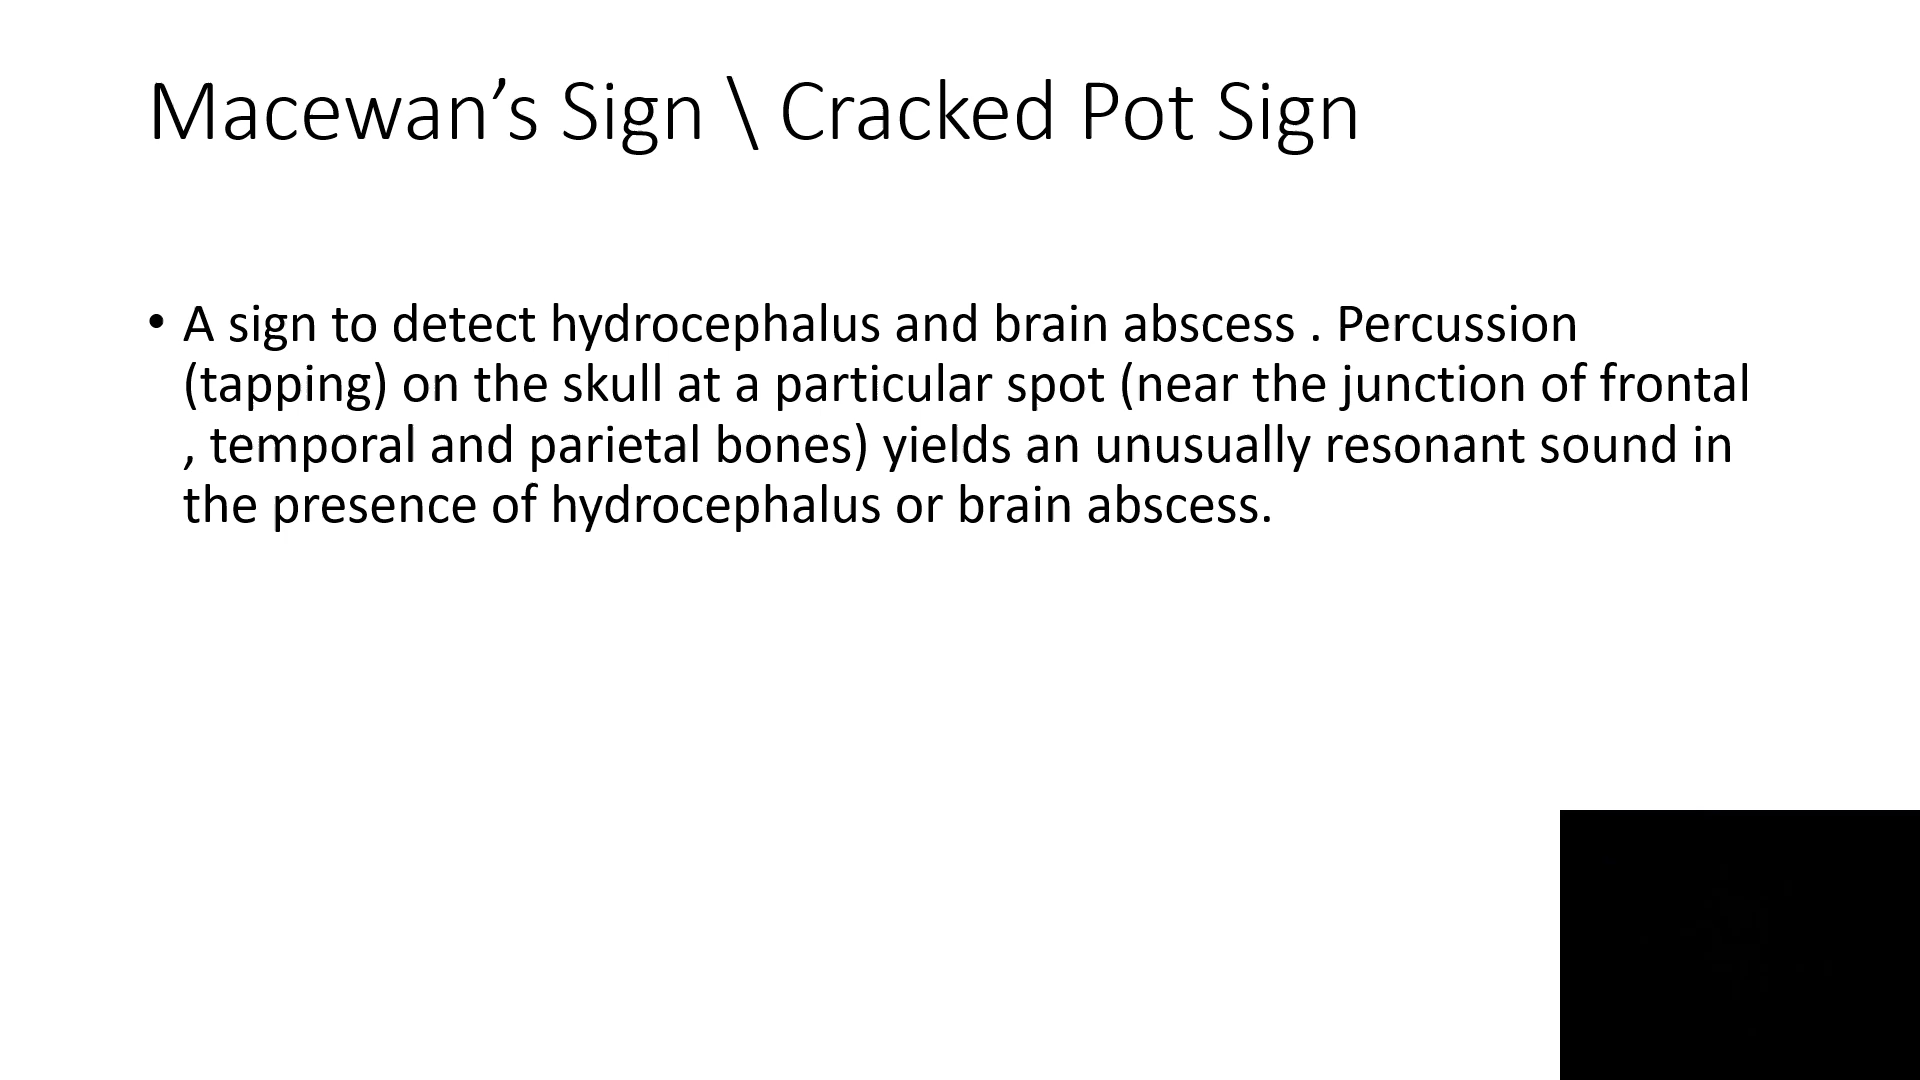 Macewan’s Sign \ Cracked Pot Sign
• A sign to detect hydrocephalus and brain abscess . Percussion
(tapping) on the skull at a particular spot (near the junction of frontal
, temporal and parietal bones) yields an unusually resonant sound in
the presence of hydrocephalus or brain abscess.